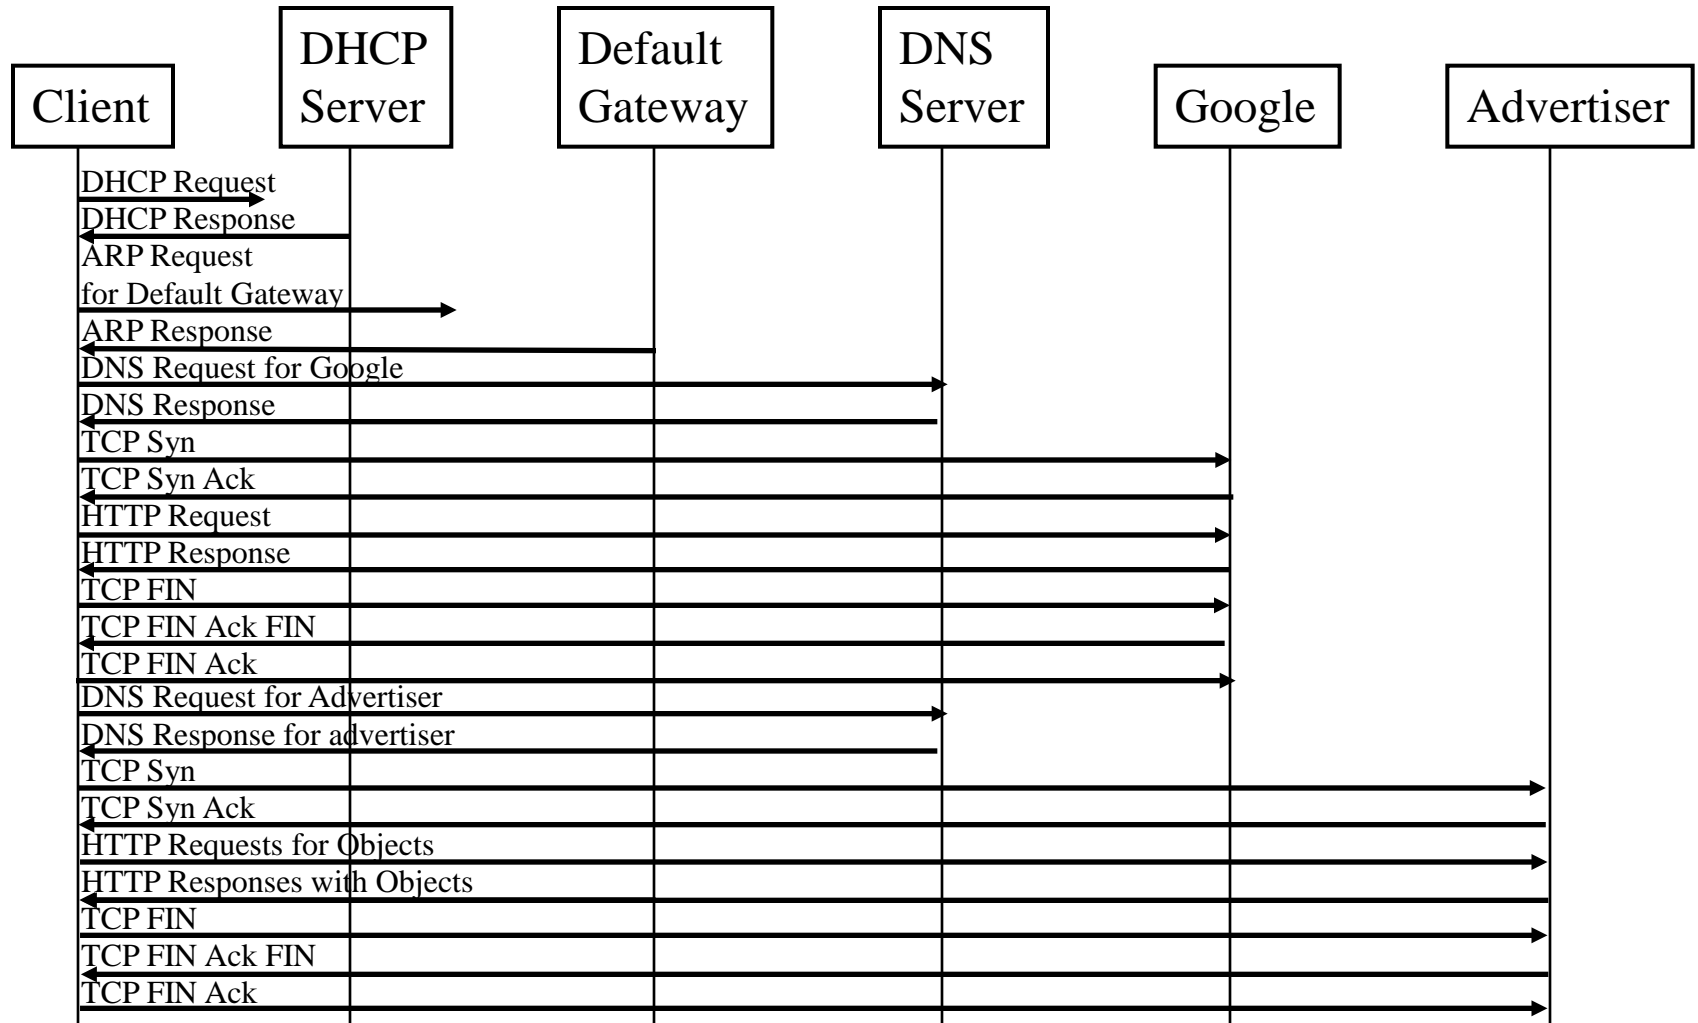 DHCP
Server
Default
Gateway
DNS
Server
Client
Google
Advertiser
DHCP Request
DHCP Response
ARP Request
for Default Gateway
ARP Response
DNS Request for Google
DNS Response
TCP Syn
TCP Syn Ack
HTTP Request
HTTP Response
TCP FIN
TCP FIN Ack FIN
TCP FIN Ack
DNS Request for Advertiser
DNS Response for advertiser
TCP Syn
TCP Syn Ack
HTTP Requests for Objects
HTTP Responses with Objects
TCP FIN
TCP FIN Ack FIN
TCP FIN Ack